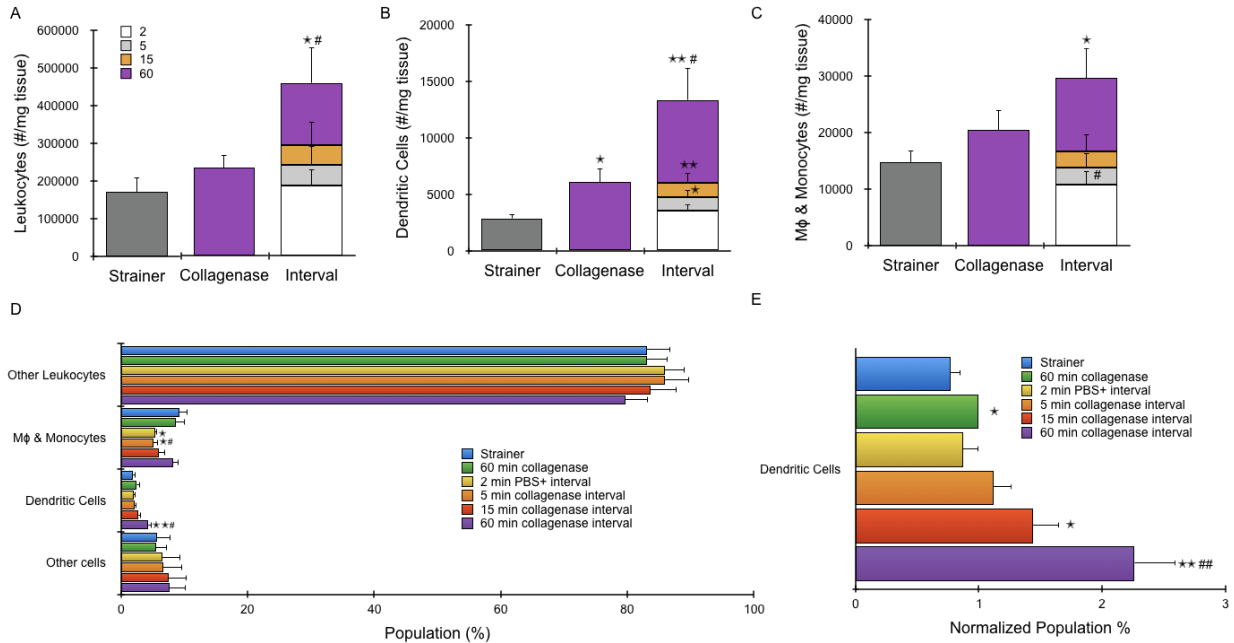 A
Leukocytes (#/mg tissue)
600000
500000
400000
300000
200000
100000
0
2
5
15
60
★ #
Strainer
Collagenase
Interval
B
Dendritic Cells (#/mg tissue)
20000
15000
10000
5000
0
★
★★ #
★★
★
Strainer
Collagenase
Interval
C
Mϕ & Monocytes (#/mg tissue)
40000
30000
20000
10000
0
★
#
Strainer
Collagenase
Interval
D
Other Leukocytes
Mϕ & Monocytes
★
★#
Dendritic Cells
★★#
Other cells
Strainer
60 min collagenase
2 min PBS+ interval
5 min collagenase interval
15 min collagenase interval
60 min collagenase interval
0
20
40
60
80
100
Population (%)
E
Strainer
60 min collagenase
2 min PBS+ interval
5 min collagenase interval
15 min collagenase interval
60 min collagenase interval
★
Dendritic Cells
★
★★ ##
0
1
2
3
Normalized Population %